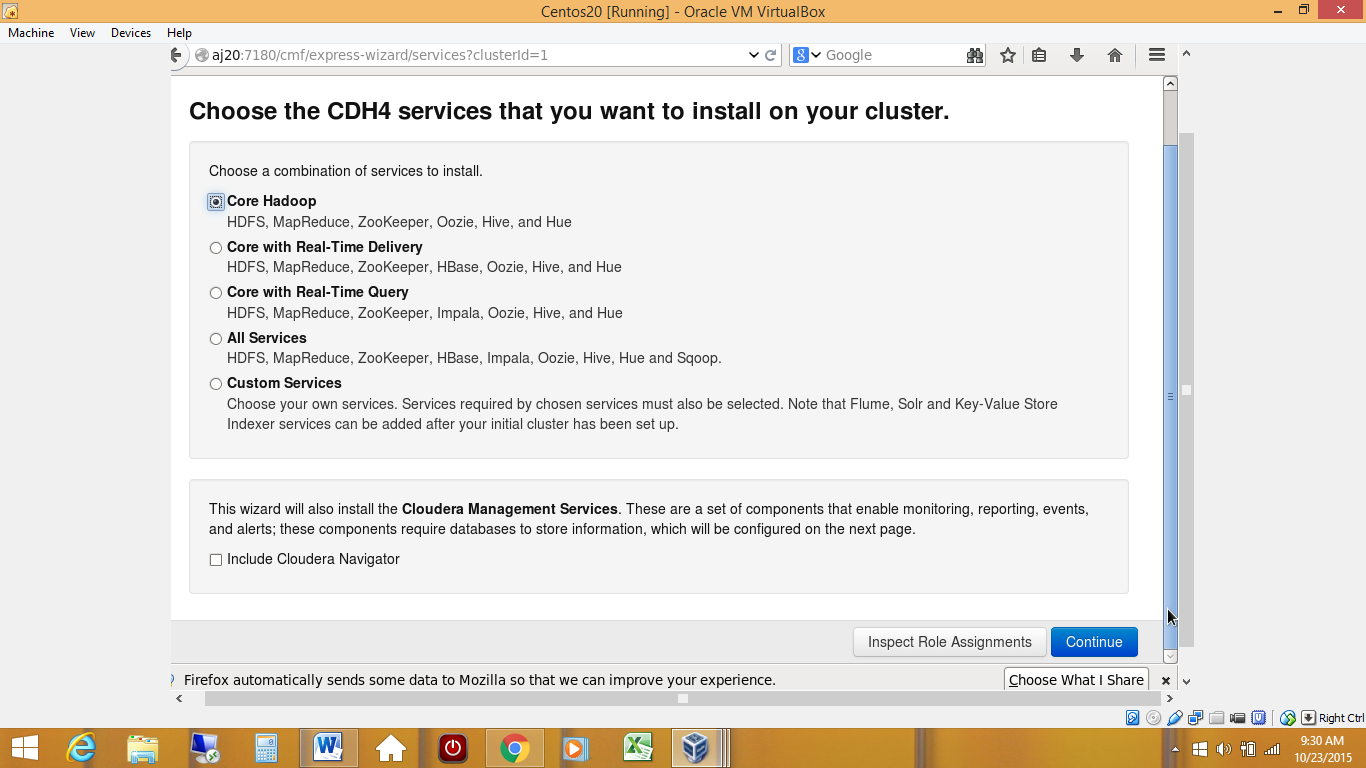 Centos20 [Running] - Oracle VM VirtualBox
Machine View Devices Help
aj20:7180/cmf/express-wizard/services?clusterId=1
Google
Choose the CDH4 services that you want to install on your cluster.
Choose a combination of services to install.
Core Hadoop
HDFS, MapReduce, ZooKeeper, Oozie, Hive, and Hue
Core with Real-Time Delivery
HDFS, MapReduce, ZooKeeper, HBase, Oozie, Hive, and Hue
Core with Real-Time Query
HDFS, MapReduce, ZooKeeper, Impala, Oozie, Hive, and Hue
All Services
HDFS, MapReduce, ZooKeeper, HBase, Impala, Oozie, Hive, Hue and Sqoop.
Custom Services
Choose your own services. Services required by chosen services must also be selected. Note that Flume, Solr and Key-Value Store
Indexer services can be added after your initial cluster has been set up.
This wizard will also install the Cloudera Management Services. These are a set of components that enable monitoring, reporting, events,
and alerts; these components require databases to store information, which will be configured on the next page.
Include Cloudera Navigator
Inspect Role Assignments
Continue
Firefox automatically sends some data to Mozilla so that we can improve your experience.
Choose What I Share
Right Ctrl
9:30 AM
10/23/2015